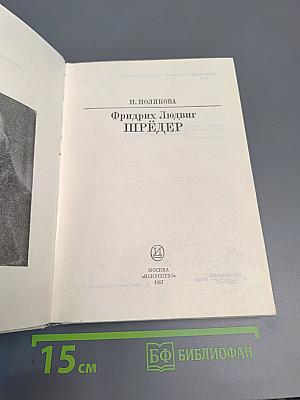 Н. ПОЛЯКОВА
Фридрих Людвиг
ШРЁДЕР
МОСКВА
«ИСКУССТВО»
1987
15 см
БФ БИБЛИОФАН